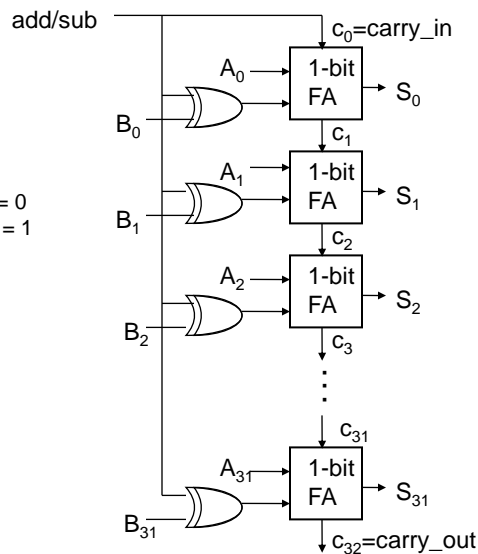 add/sub
c₀=carry_in
A₀
1-bit
FA
S₀
B₀
c₁
A₁
1-bit
FA
S₁
= 0
= 1
B₁
c₂
A₂
1-bit
FA
S₂
B₂
c₃
c₃₁
A₃₁
1-bit
FA
S₃₁
B₃₁
c₃₂=carry_out